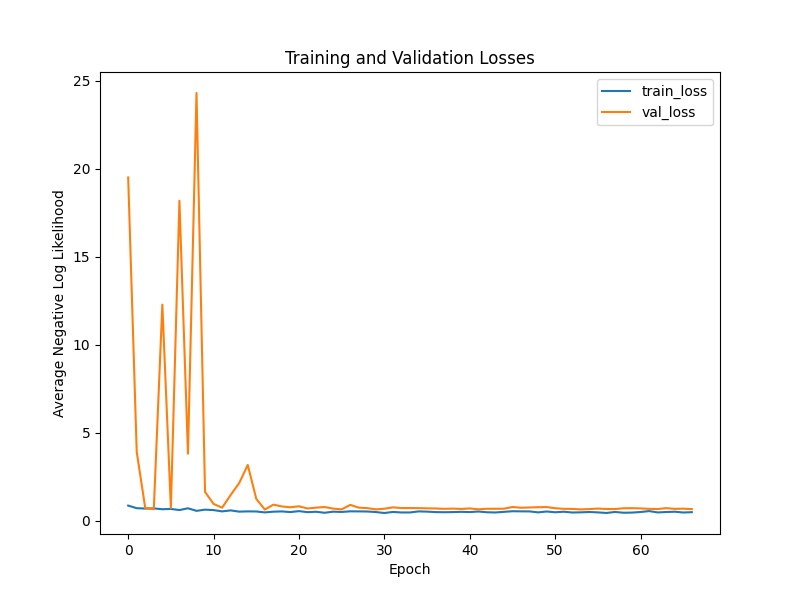 Training and Validation Losses
train_loss
val_loss
Average Negative Log Likelihood
25
20
15
10
5
0
0 10 20 30 40 50 60
Epoch